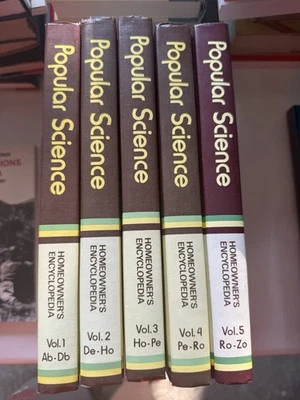 Popular Science
HOMEOWNER'S
ENCYCLOPEDIA
Vol.1
Ab-Db
Popular Science
HOMEOWNER'S
ENCYCLOPEDIA
Vol. 2
De-Ho
Popular Science
HOMEOWNER'S
ENCYCLOPEDIA
Vol.3
Ho-Pe
Popular Science
HOMEOWNER'S
ENCYCLOPEDIA
Vol. 4
Pe-Ro
Popular Science
HOMEOWNER'S
ENCYCLOPEDIA
Vol.5
Ro-Zo